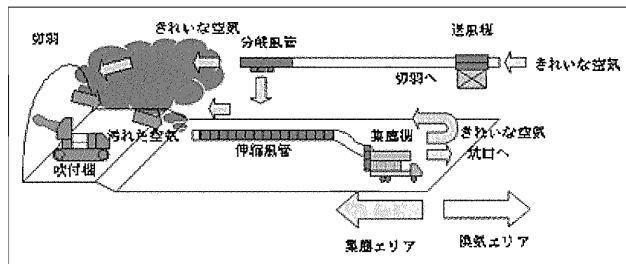 切羽
きれいな空気
分岐風管
送風機
切羽へ
きれいな空気
汚れた空気
伸縮風管
集塵機
きれいな空気
坑口へ
吹付機
集塵エリア
換気エリア